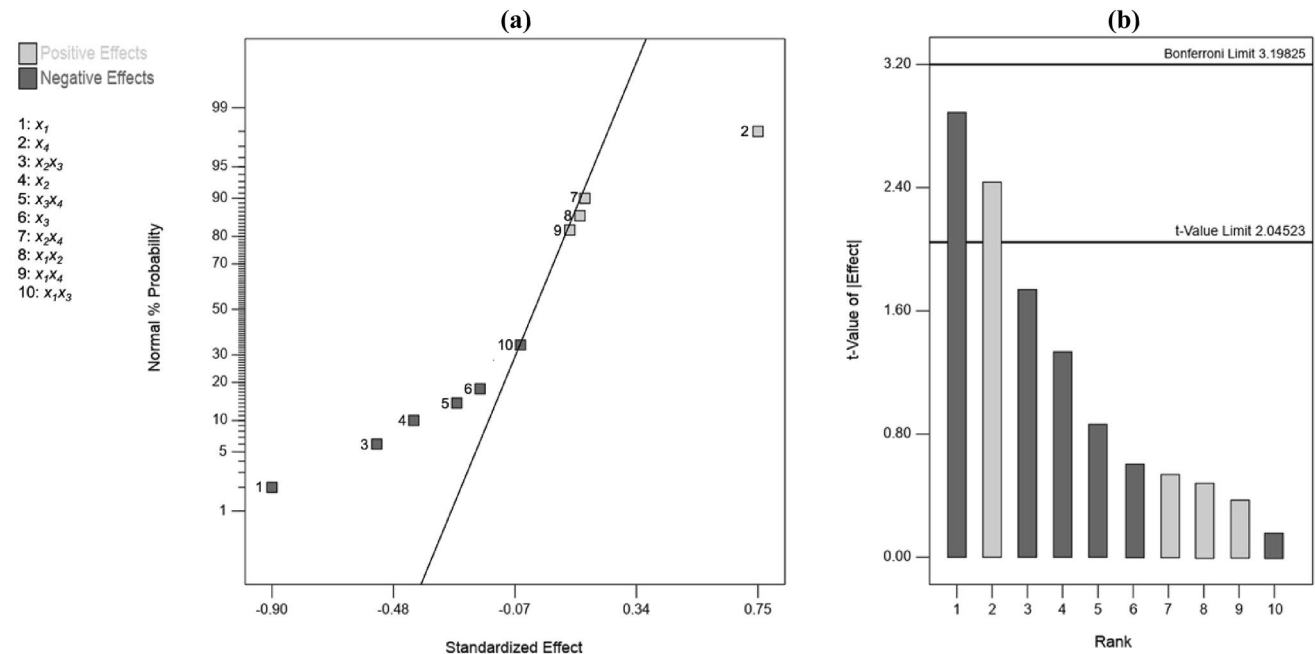 (a)
(b)
Positive Effects
Negative Effects
1: x₁
2: x₄
3: x₂x₃
4: x₂
5: x₃x₄
6: x₃
7: x₂x₄
8: x₁x₂
9: x₁x₄
10: x₁x₃
Normal % Probability
99
95
90
80
70
50
30
20
10
5
1
2
7
8
9
10
6
5
4
3
1
-0.90
-0.48
-0.07
0.34
0.75
Standardized Effect
t-Value of |Effect|
3.20
2.40
1.60
0.80
0.00
Bonferroni Limit 3.19825
t-Value Limit 2.04523
1 2 3 4 5 6 7 8 9 10
Rank